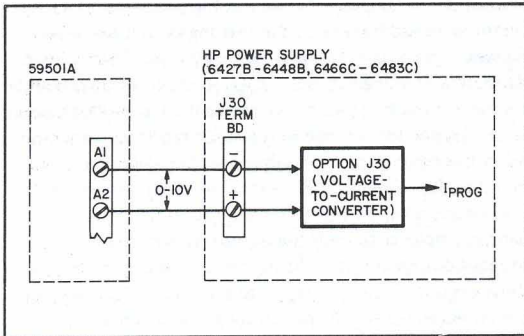 59501A
HP POWER SUPPLY
(6427B-6448B, 6466C-6483C)
J30
TERM
BD
A1
−
A2
+
0-10V
OPTION J30
(VOLTAGE-
TO-CURRENT
CONVERTER)
IPROG